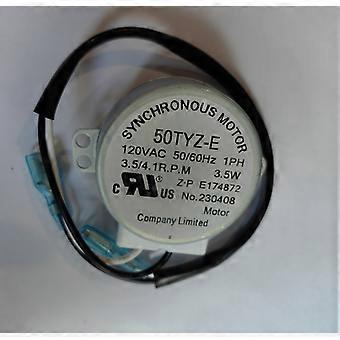 SYNCHRONOUS MOTOR
50TYZ-E
120VAC 50/60Hz 1PH
3.5/4.1R.P.M 3.5W
Z·P E174872
c RU US No.230408
Motor
Company Limited